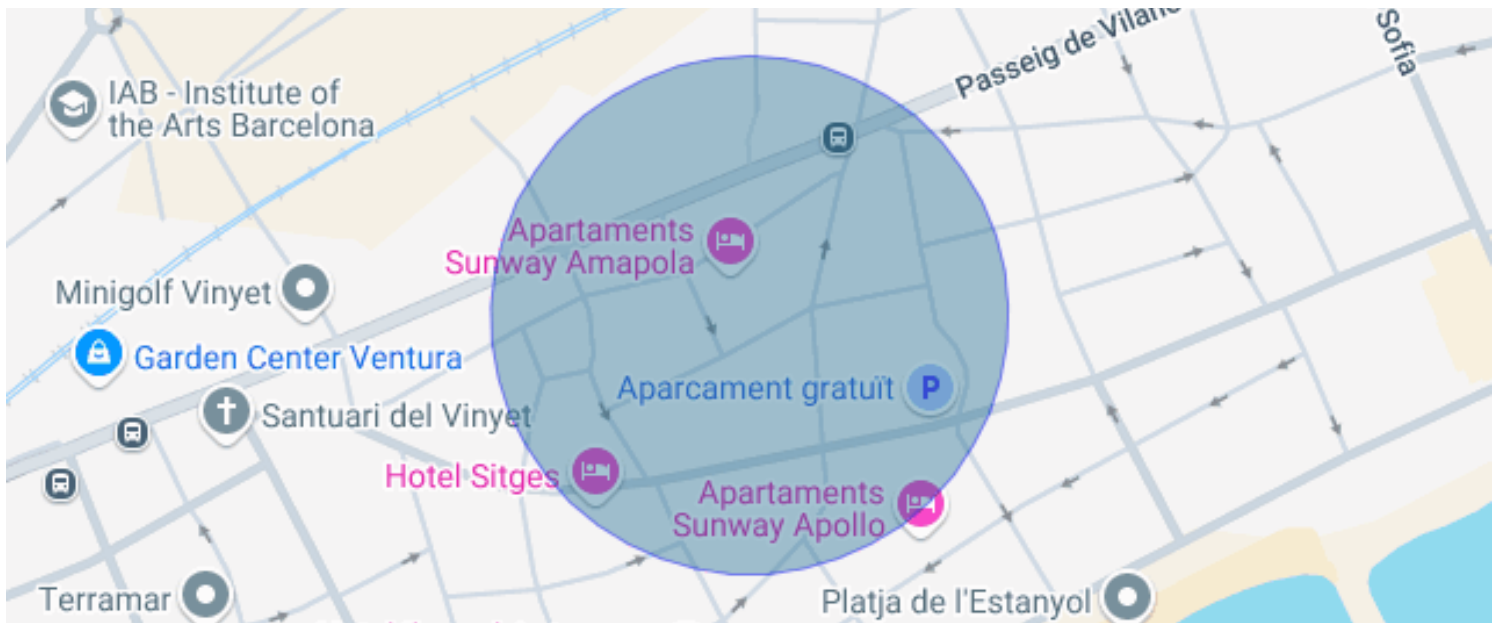 Passeig de Vilano
Sofia
IAB - Institute of
the Arts Barcelona
Apartaments
Sunway Amapola
Minigolf Vinyet
Garden Center Ventura
Aparcament gratuït
P
Santuari del Vinyet
Hotel Sitges
Apartaments
Sunway Apollo
Terramar
Platja de l'Estanyol